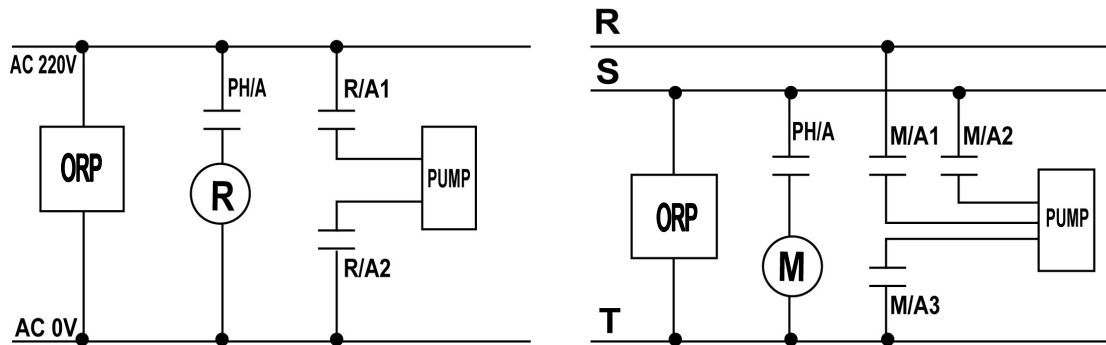 AC 220V
PH/A
R/A1
ORP
R
PUMP
R/A2
AC 0V
R
S
PH/A
M/A1
M/A2
ORP
M
PUMP
M/A3
T